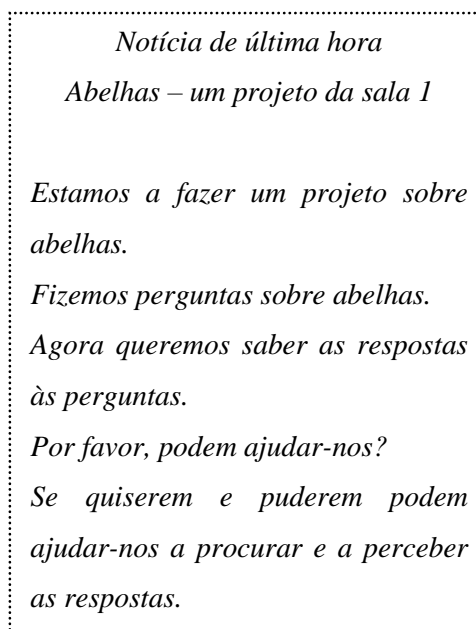 Notícia de última hora
Abelhas – um projeto da sala 1
Estamos a fazer um projeto sobre
abelhas.
Fizemos perguntas sobre abelhas.
Agora queremos saber as respostas
às perguntas.
Por favor, podem ajudar-nos?
Se quiserem e puderem podem
ajudar-nos a procurar e a perceber
as respostas.